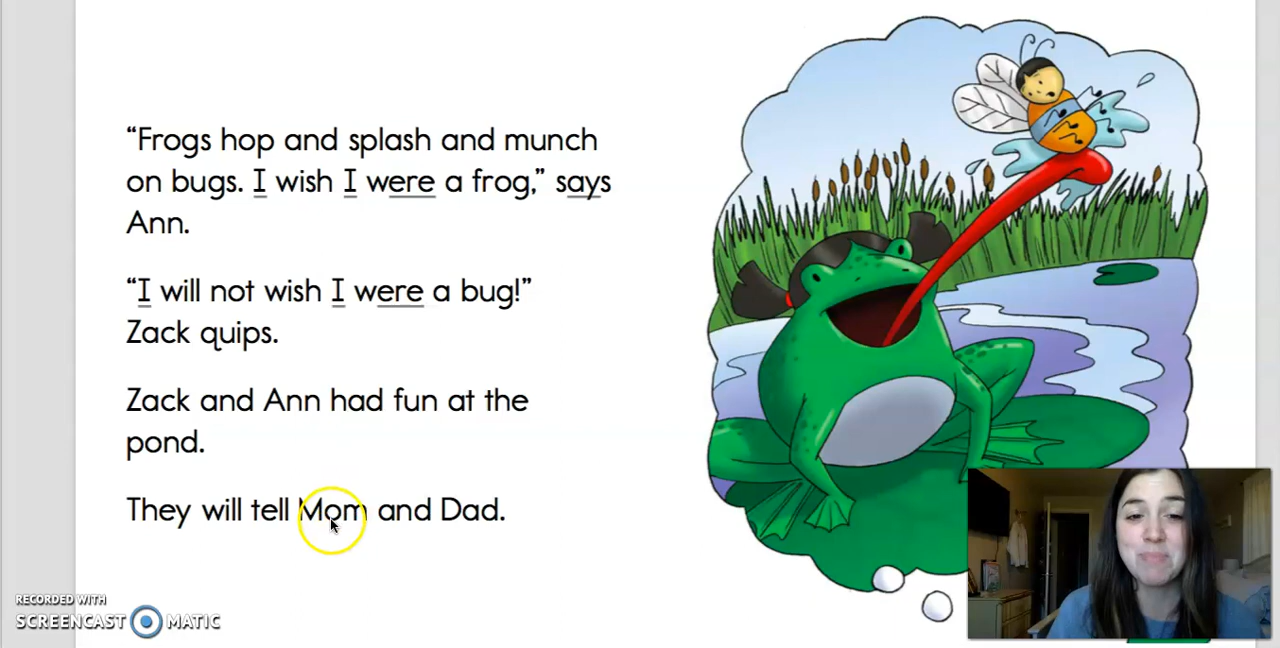 “Frogs hop and splash and munch
on bugs. I wish I were a frog,” says
Ann.
“I will not wish I were a bug!”
Zack quips.
Zack and Ann had fun at the
pond.
They will tell Mom and Dad.
RECORDED WITH
SCREENCAST MATIC